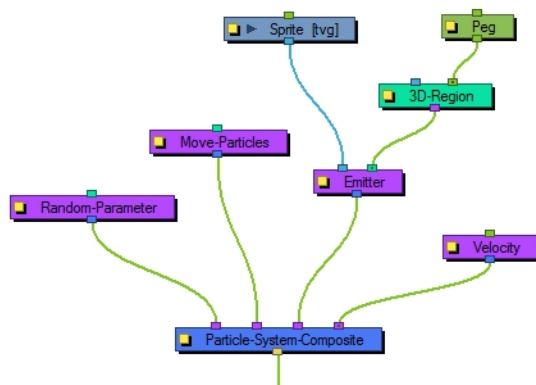 Sprite [tvg]
Peg
3D-Region
Move-Particles
Emitter
Random-Parameter
Velocity
Particle-System-Composite